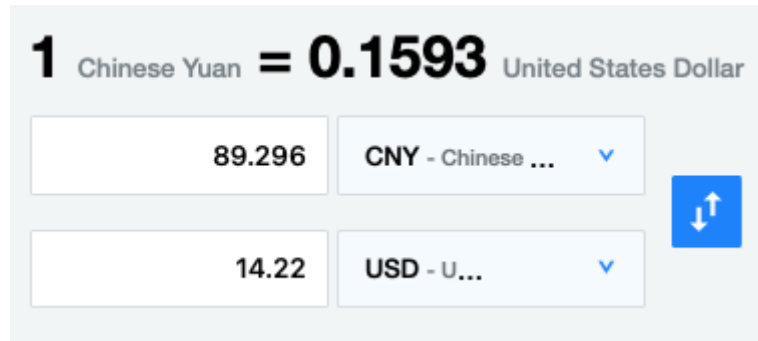 1 Chinese Yuan = 0.1593 United States Dollar
89.296 CNY - Chinese ...
14.22 USD - U...